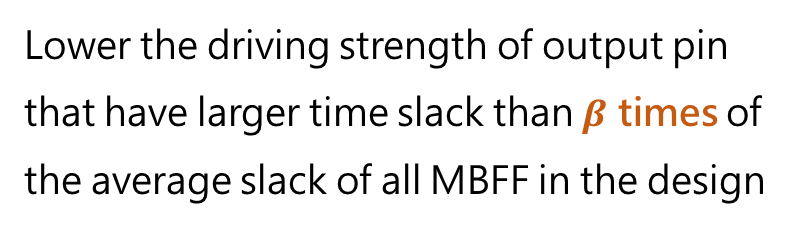 Lower the driving strength of output pin
that have larger time slack than β times of
the average slack of all MBFF in the design